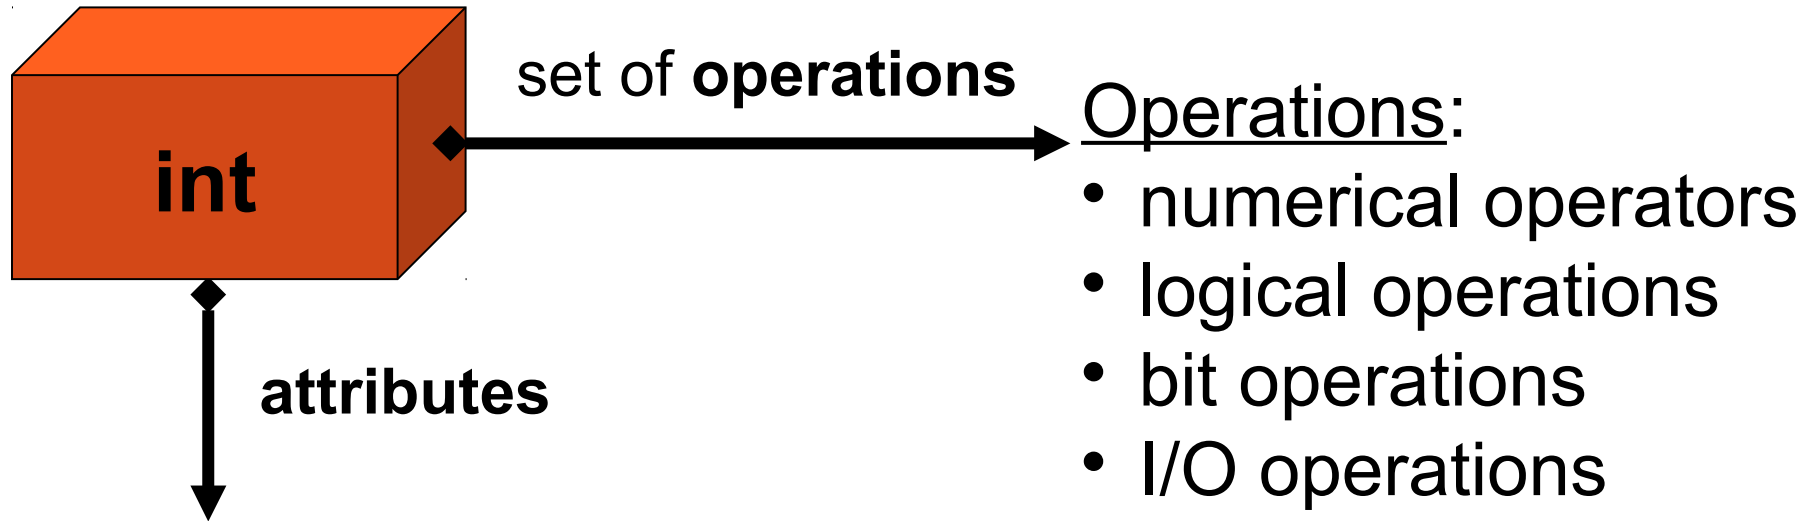 int
set of operations
attributes
Operations:
• numerical operators
• logical operations
• bit operations
• I/O operations